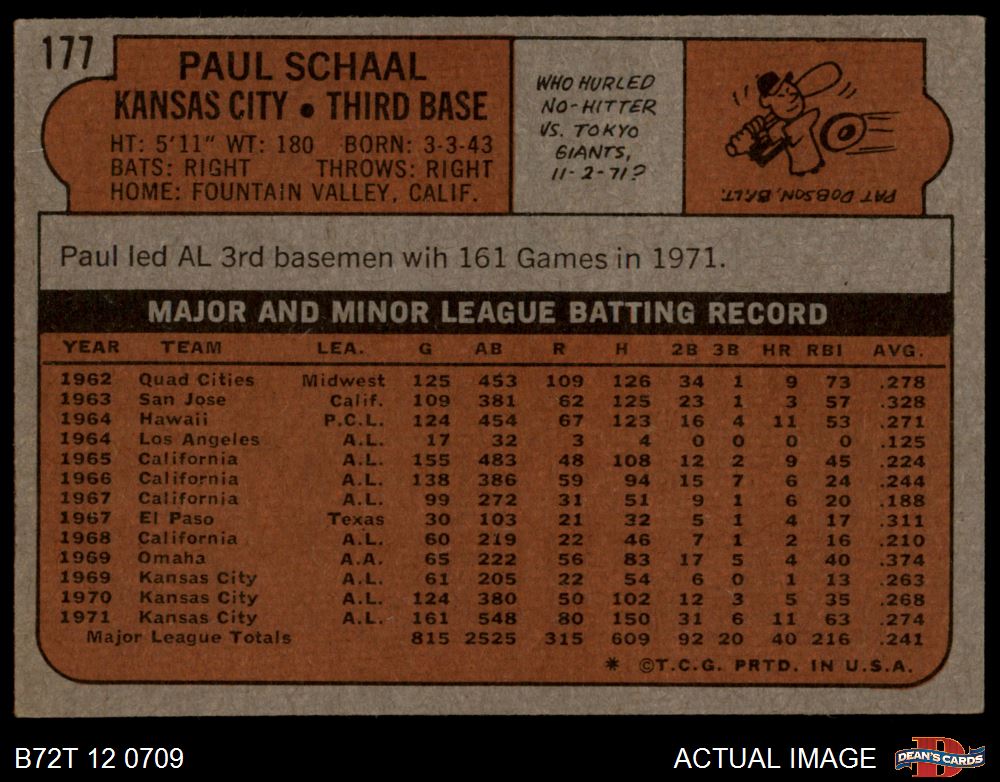 177
PAUL SCHAAL
KANSAS CITY • THIRD BASE
HT: 5'11" WT: 180 BORN: 3-3-43
BATS: RIGHT THROWS: RIGHT
HOME: FOUNTAIN VALLEY, CALIF.
WHO HURLED
NO-HITTER
VS. TOKYO
GIANTS,
11-2-71?
PAT DOBSON, BALT.
Paul led AL 3rd basemen wih 161 Games in 1971.
MAJOR AND MINOR LEAGUE BATTING RECORD
YEAR TEAM LEA. G AB R H 2B 3B HR RBI AVG.
1962 Quad Cities Midwest 125 453 109 126 34 1 9 73 .278
1963 San Jose Calif. 109 381 62 125 23 1 3 57 .328
1964 Hawaii P.C.L. 124 454 67 123 16 4 11 53 .271
1964 Los Angeles A.L. 17 32 3 4 0 0 0 0 .125
1965 California A.L. 155 483 48 108 12 2 9 45 .224
1966 California A.L. 138 386 59 94 15 7 6 24 .244
1967 California A.L. 99 272 31 51 9 1 6 20 .188
1967 El Paso Texas 30 103 21 32 5 1 4 17 .311
1968 California A.L. 60 219 22 46 7 1 2 16 .210
1969 Omaha A.A. 65 222 56 83 17 5 4 40 .374
1969 Kansas City A.L. 61 205 22 54 6 0 1 13 .263
1970 Kansas City A.L. 124 380 50 102 12 3 5 35 .268
1971 Kansas City A.L. 161 548 80 150 31 6 11 63 .274
Major League Totals 815 2525 315 609 92 20 40 216 .241
* ©T.C.G. PRTD. IN U.S.A.
B72T 12 0709
ACTUAL IMAGE
D
DEAN'S CARDS